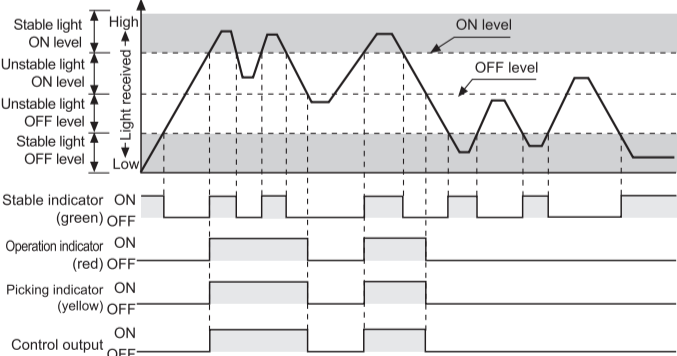 Stable light
ON level
Unstable light
ON level
Unstable light
OFF level
Stable light
OFF level
High
Light received
Low
ON level
OFF level
Stable indicator
(green)
ON
OFF
Operation indicator
(red)
ON
OFF
Picking indicator
(yellow)
ON
OFF
Control output
ON
OFF